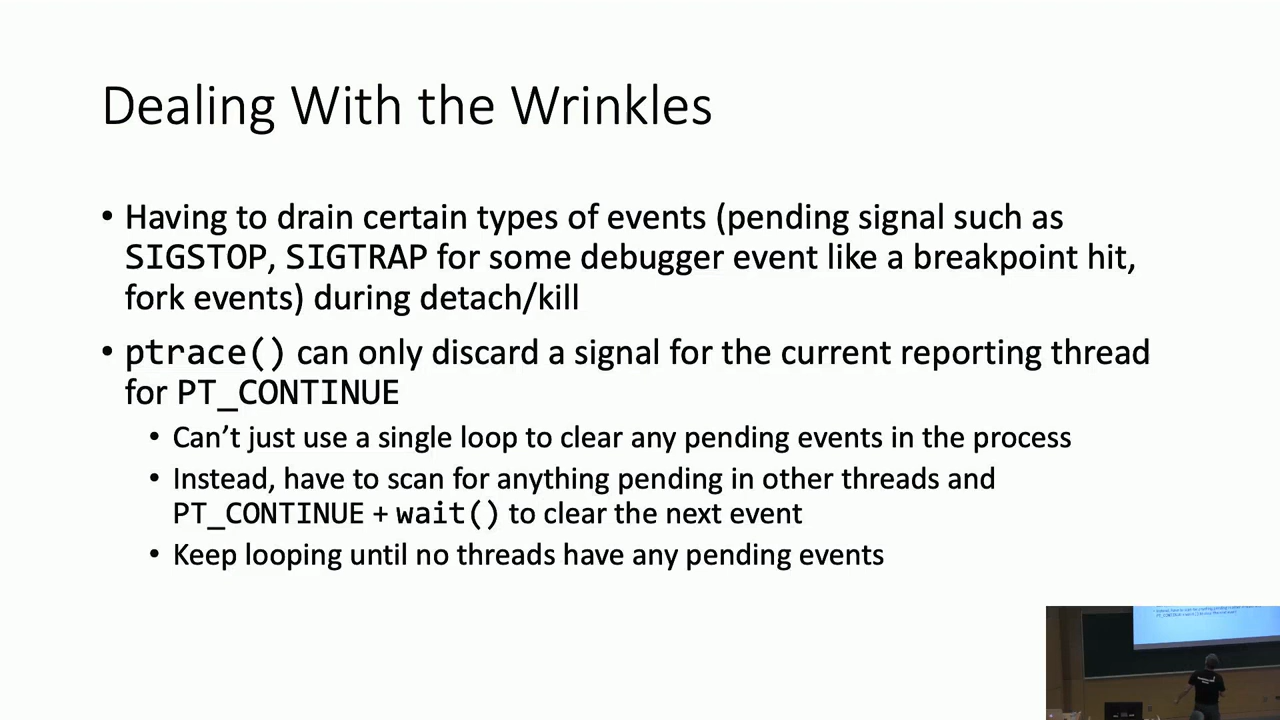 Dealing With the Wrinkles
• Having to drain certain types of events (pending signal such as
SIGSTOP, SIGTRAP for some debugger event like a breakpoint hit,
fork events) during detach/kill
• ptrace() can only discard a signal for the current reporting thread
for PT_CONTINUE
• Can’t just use a single loop to clear any pending events in the process
• Instead, have to scan for anything pending in other threads and
PT_CONTINUE + wait() to clear the next event
• Keep looping until no threads have any pending events